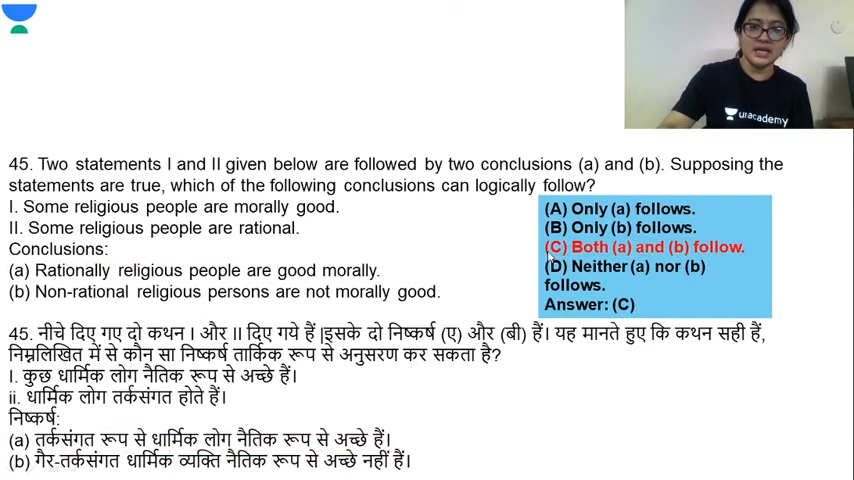 uracademy
45. Two statements I and II given below are followed by two conclusions (a) and (b). Supposing the
statements are true, which of the following conclusions can logically follow?
I. Some religious people are morally good.
II. Some religious people are rational.
Conclusions:
(a) Rationally religious people are good morally.
(b) Non-rational religious persons are not morally good.
(A) Only (a) follows.
(B) Only (b) follows.
(C) Both (a) and (b) follow.
(D) Neither (a) nor (b)
follows.
Answer: (C)
45. नीचे दिए गए दो कथन I और II दिए गये हैं |इसके दो निष्कर्ष (ए) और (बी) हैं। यह मानते हुए कि कथन सही हैं,
निम्नलिखित में से कौन सा निष्कर्ष तार्किक रूप से अनुसरण कर सकता है?
I. कुछ धार्मिक लोग नैतिक रूप से अच्छे हैं।
ii. धार्मिक लोग तर्कसंगत होते हैं।
निष्कर्ष:
(a) तर्कसंगत रूप से धार्मिक लोग नैतिक रूप से अच्छे हैं।
(b) गैर-तर्कसंगत धार्मिक व्यक्ति नैतिक रूप से अच्छे नहीं हैं।